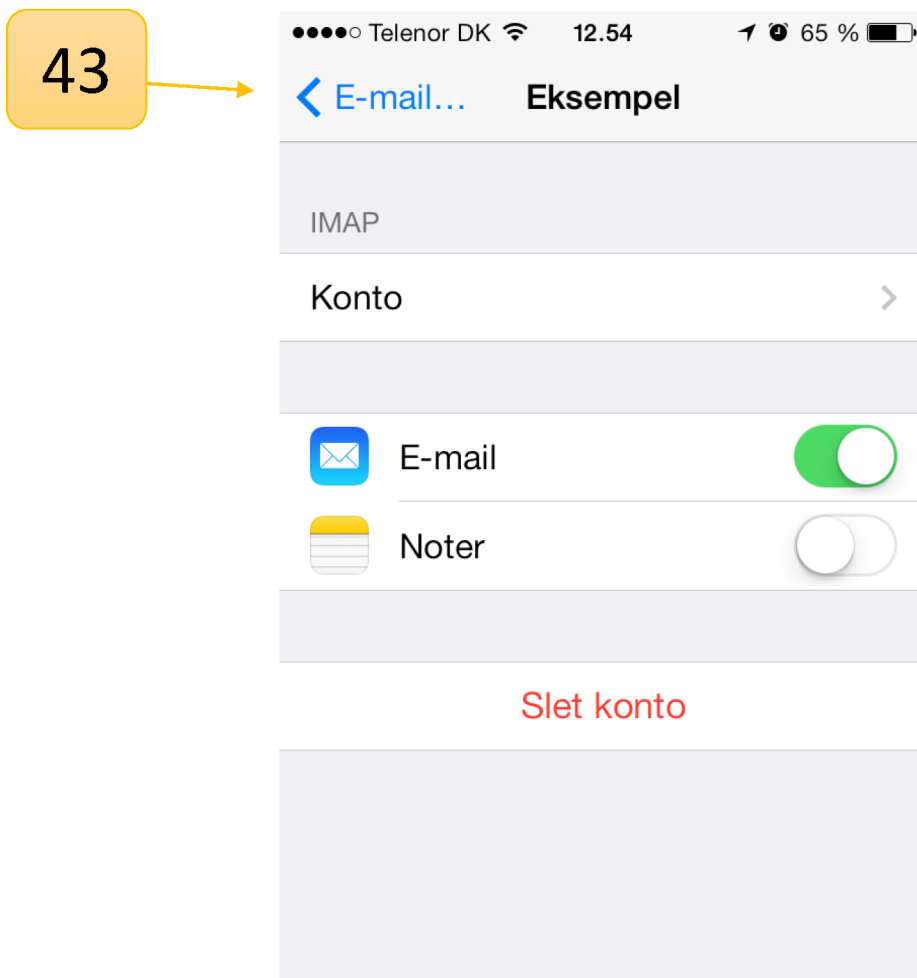 43
Telenor DK 12.54 65 %
E-mail... Eksempel
IMAP
Konto
E-mail
Noter
Slet konto